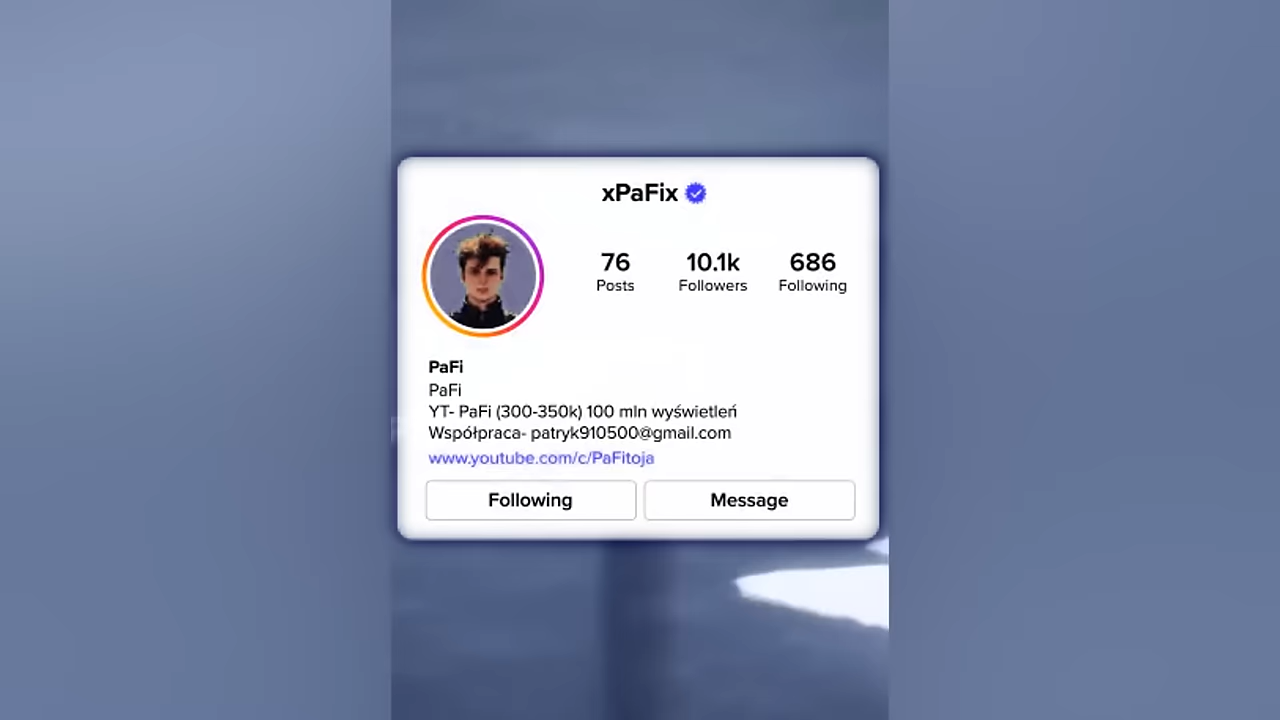 xPaFix
76 10.1k 686
Posts Followers Following
PaFi
PaFi
YT- PaFi (300-350k) 100 mln wyświetleń
Współpraca- patryk910500@gmail.com
www.youtube.com/c/PaFitoja
Following Message